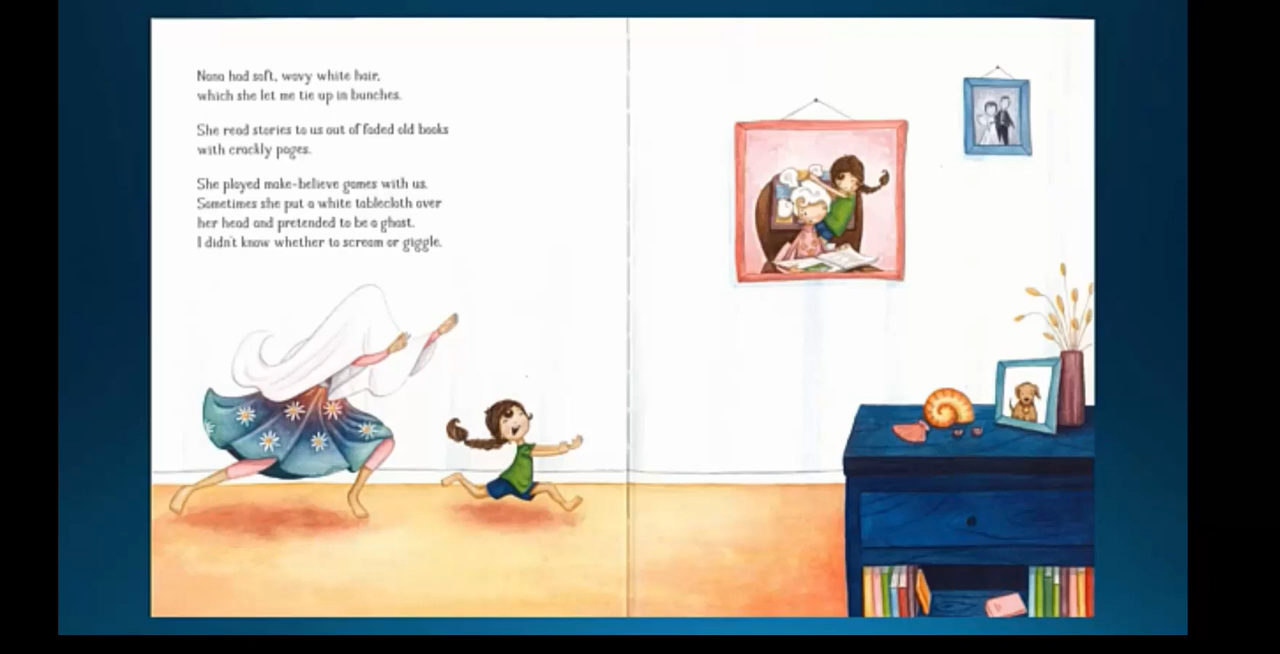 Nana had soft, wavy white hair,
which she let me tie up in bunches.
She read stories to us out of faded old books
with crackly pages.
She played make-believe games with us.
Sometimes she put a white tablecloth over
her head and pretended to be a ghost.
I didn't know whether to scream or giggle.